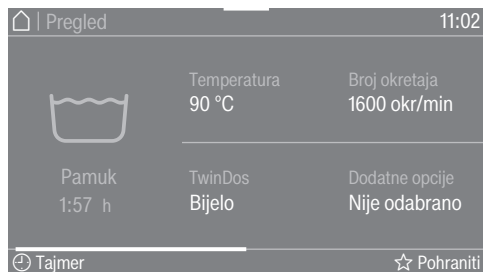 | Pregled
11:02
Temperatura
90 °C
Broj okretaja
1600 okr/min
Pamuk
1:57 h
TwinDos
Bijelo
Dodatne opcije
Nije odabrano
Tajmer
Pohraniti